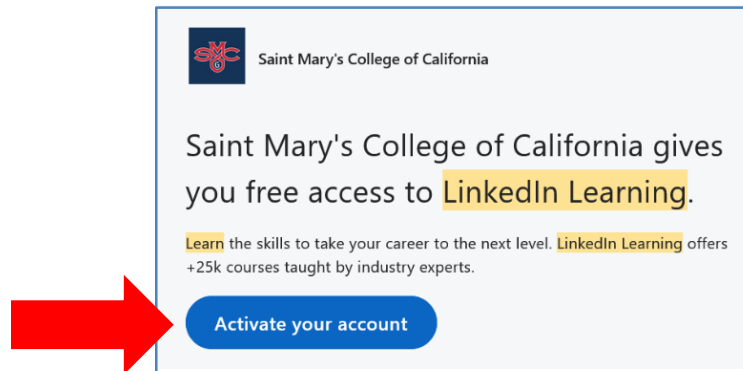 SMC
Saint Mary's College of California
Saint Mary's College of California gives
you free access to LinkedIn Learning.
Learn the skills to take your career to the next level. LinkedIn Learning offers
+25k courses taught by industry experts.
Activate your account